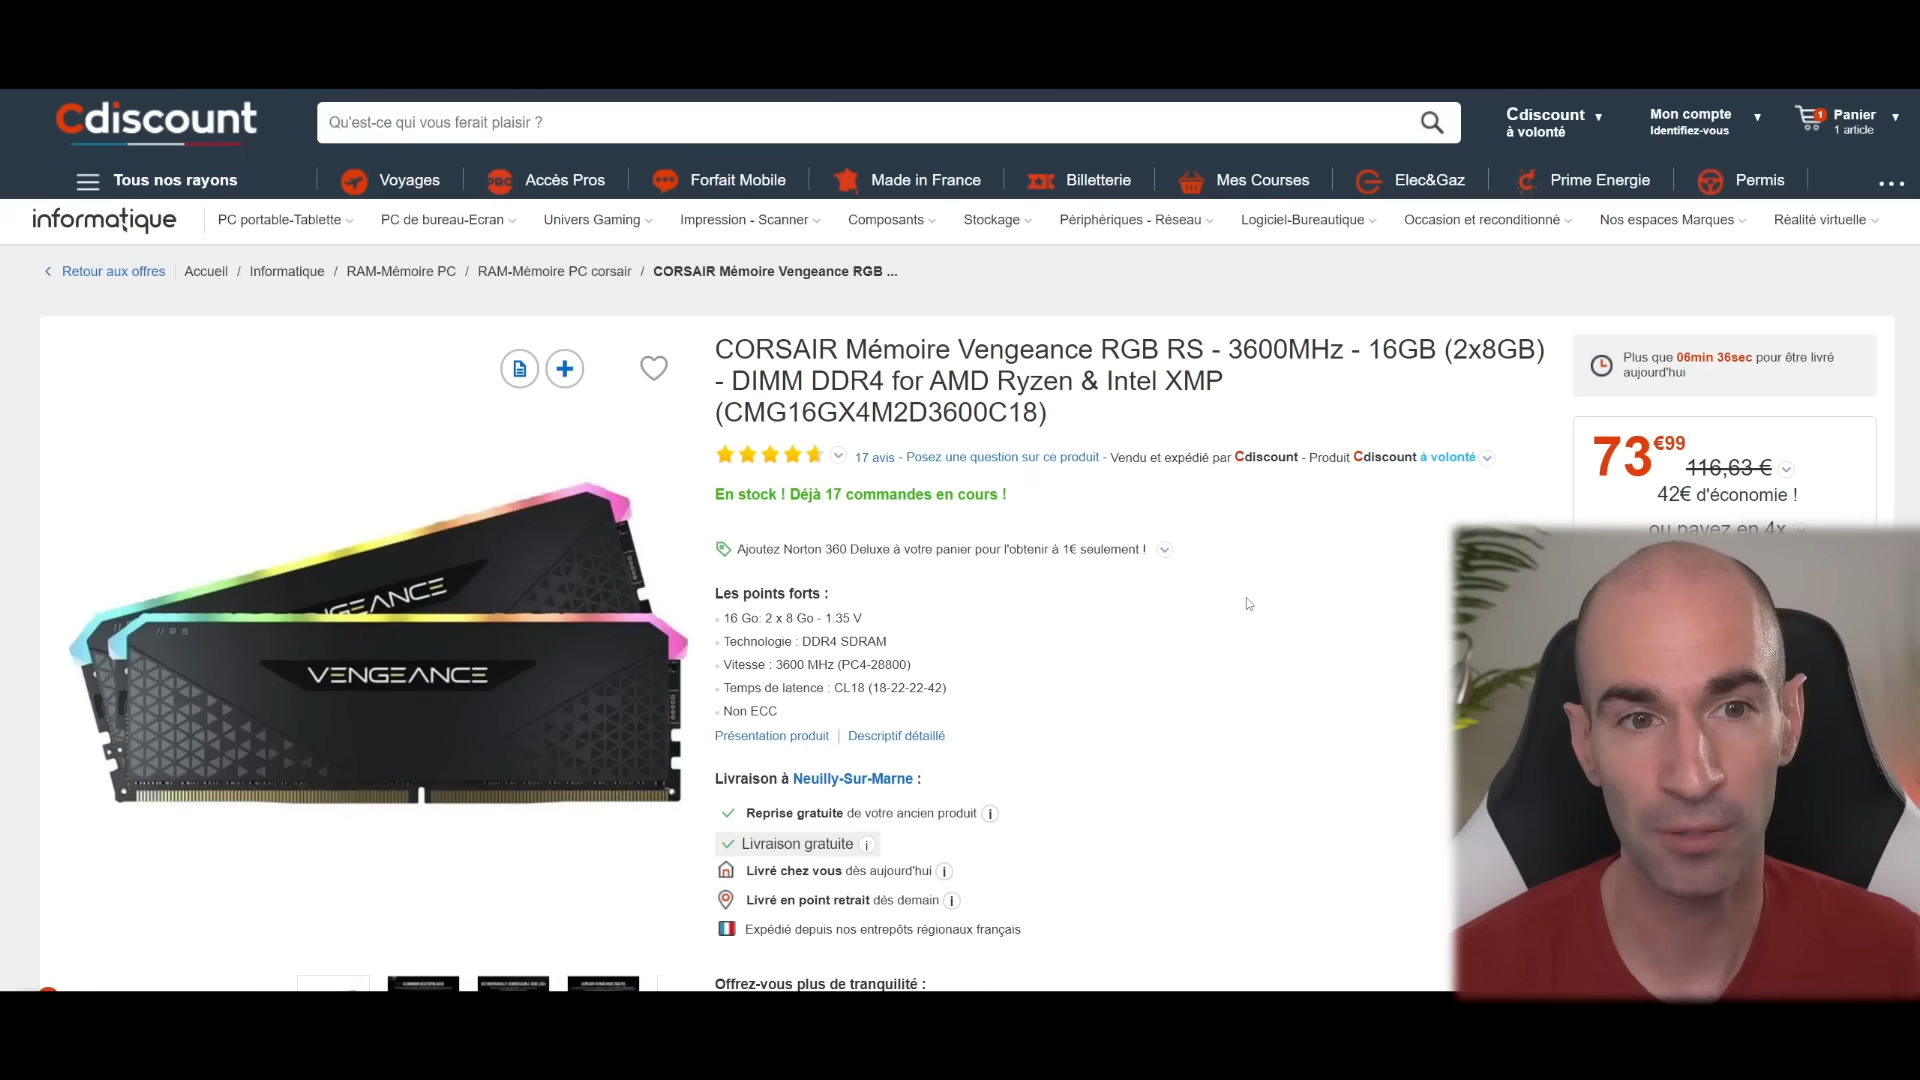 Cdiscount
Qu'est-ce qui vous ferait plaisir ?
Cdiscount
à volonté
Mon compte
Identifiez-vous
1
Panier
1 article
Tous nos rayons
Voyages
PRO
Accès Pros
Forfait Mobile
Made in France
Billetterie
Mes Courses
Elec&Gaz
Prime Energie
Permis
informatique
PC portable-Tablette
PC de bureau-Ecran
Univers Gaming
Impression - Scanner
Composants
Stockage
Périphériques - Réseau
Logiciel-Bureautique
Occasion et reconditionné
Nos espaces Marques
Réalité virtuelle
Retour aux offres
Accueil / Informatique / RAM-Mémoire PC / RAM-Mémoire PC corsair / CORSAIR Mémoire Vengeance RGB ...
CORSAIR Mémoire Vengeance RGB RS - 3600MHz - 16GB (2x8GB)
- DIMM DDR4 for AMD Ryzen & Intel XMP
(CMG16GX4M2D3600C18)
17 avis - Posez une question sur ce produit - Vendu et expédié par Cdiscount - Produit Cdiscount à volonté
En stock ! Déjà 17 commandes en cours !
Ajoutez Norton 360 Deluxe à votre panier pour l'obtenir à 1€ seulement !
Les points forts :
16 Go: 2 x 8 Go - 1.35 V
Technologie : DDR4 SDRAM
Vitesse : 3600 MHz (PC4-28800)
Temps de latence : CL18 (18-22-22-42)
Non ECC
Présentation produit | Descriptif détaillé
Livraison à Neuilly-Sur-Marne :
Reprise gratuite de votre ancien produit
Livraison gratuite
Livré chez vous dès aujourd'hui
Livré en point retrait dès demain
Expédié depuis nos entrepôts régionaux français
Offrez-vous plus de tranquilité :
Plus que 06min 36sec pour être livré
aujourd'hui
73€99
116,63 €
42€ d'économie !
ou payez en 4x
GEANCE
// RS
VENGEANCE